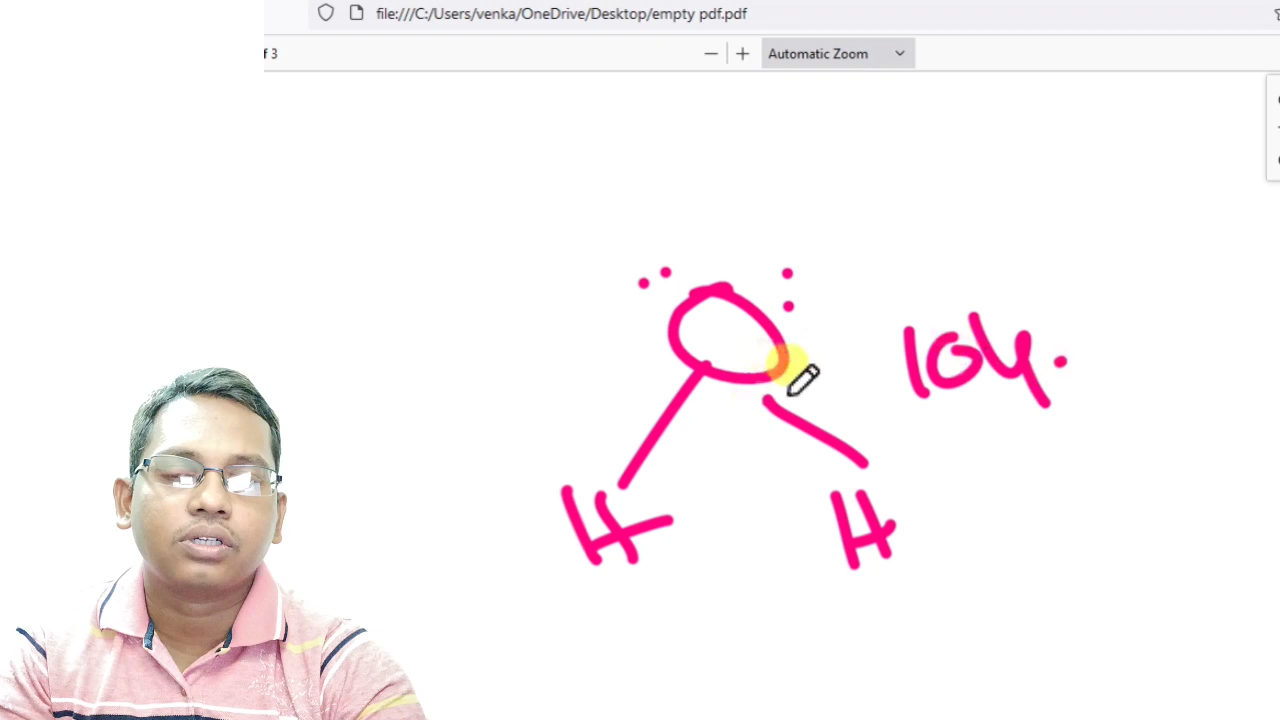 file:///C:/Users/venka/OneDrive/Desktop/empty pdf.pdf
f 3
Automatic Zoom
O
104.
H H